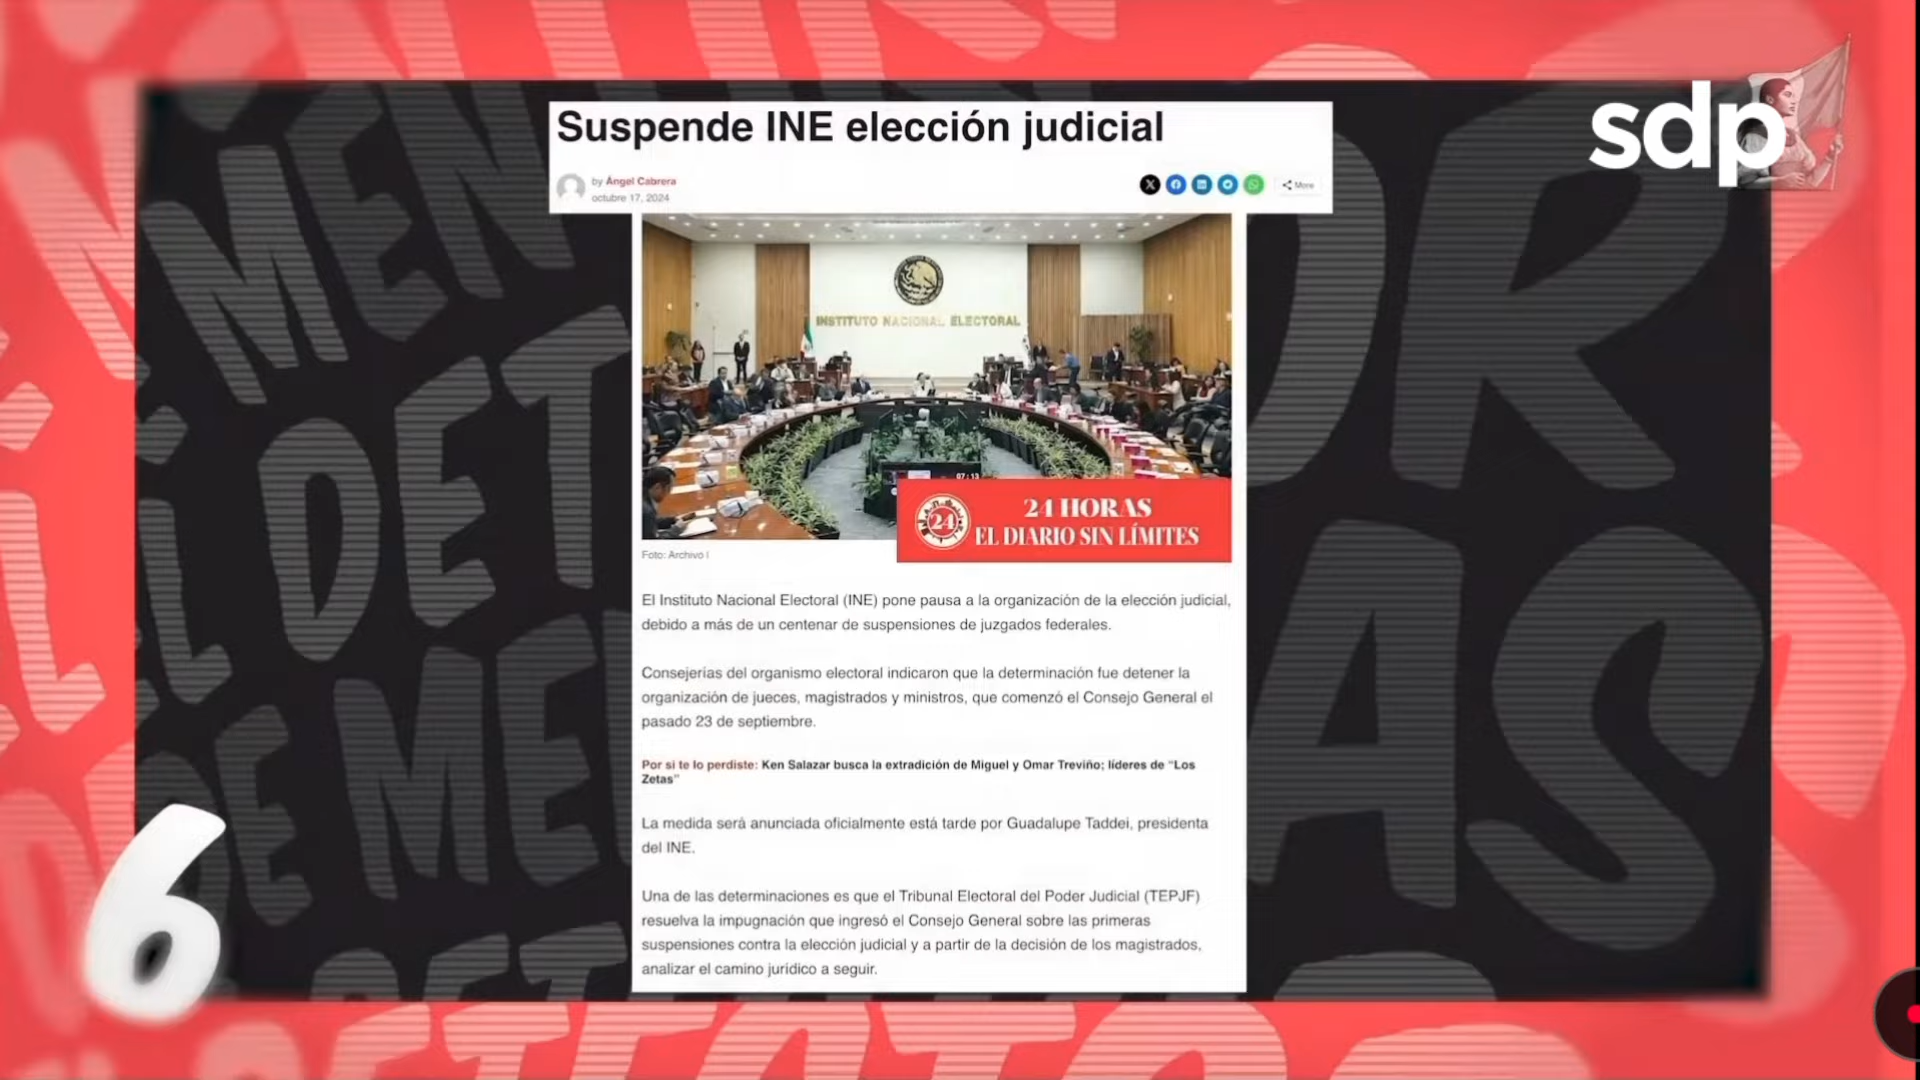 sdp
Suspende INE elección judicial
by Ángel Cabrera
octubre 17, 2024
More
INSTITUTO NACIONAL ELECTORAL
07:13
24
24 HORAS
EL DIARIO SIN LÍMITES
Foto: Archivo |
El Instituto Nacional Electoral (INE) pone pausa a la organización de la elección judicial,
debido a más de un centenar de suspensiones de juzgados federales.
Consejerías del organismo electoral indicaron que la determinación fue detener la
organización de jueces, magistrados y ministros, que comenzó el Consejo General el
pasado 23 de septiembre.
Por si te lo perdiste: Ken Salazar busca la extradición de Miguel y Omar Treviño; líderes de “Los
Zetas”
La medida será anunciada oficialmente está tarde por Guadalupe Taddei, presidenta
del INE.
Una de las determinaciones es que el Tribunal Electoral del Poder Judicial (TEPJF)
resuelva la impugnación que ingresó el Consejo General sobre las primeras
suspensiones contra la elección judicial y a partir de la decisión de los magistrados,
analizar el camino jurídico a seguir.
6